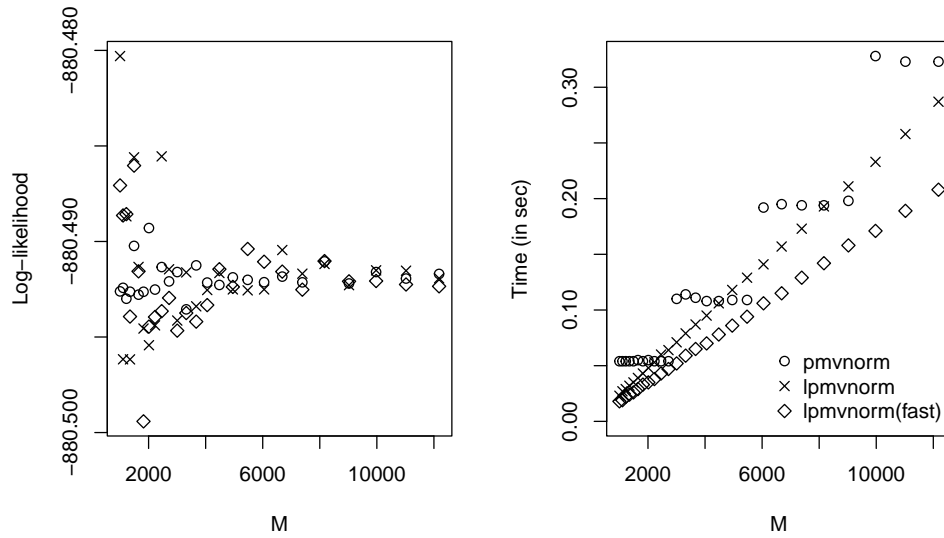 Log−likelihood
−880.480
−880.490
−880.500
2000
6000
10000
M
Time (in sec)
0.30
0.20
0.10
0.00
2000
6000
10000
M
pmvnorm
lpmvnorm
lpmvnorm(fast)